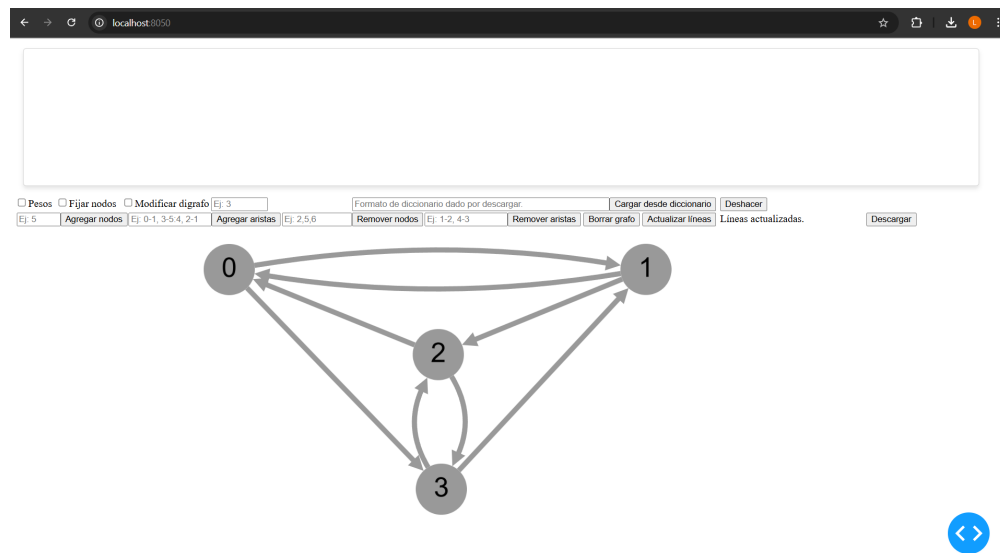 localhost:8050
L
Pesos Fijar nodos Modificar digrafo Ej: 3 Formato de diccionario dado por descargar. Cargar desde diccionario Deshacer
Ej: 5 Agregar nodos Ej: 0-1, 3-5:4, 2-1 Agregar aristas Ej: 2,5,6 Remover nodos Ej: 1-2, 4-3 Remover aristas Borrar grafo Actualizar líneas Líneas actualizadas. Descargar
0 1
2
3